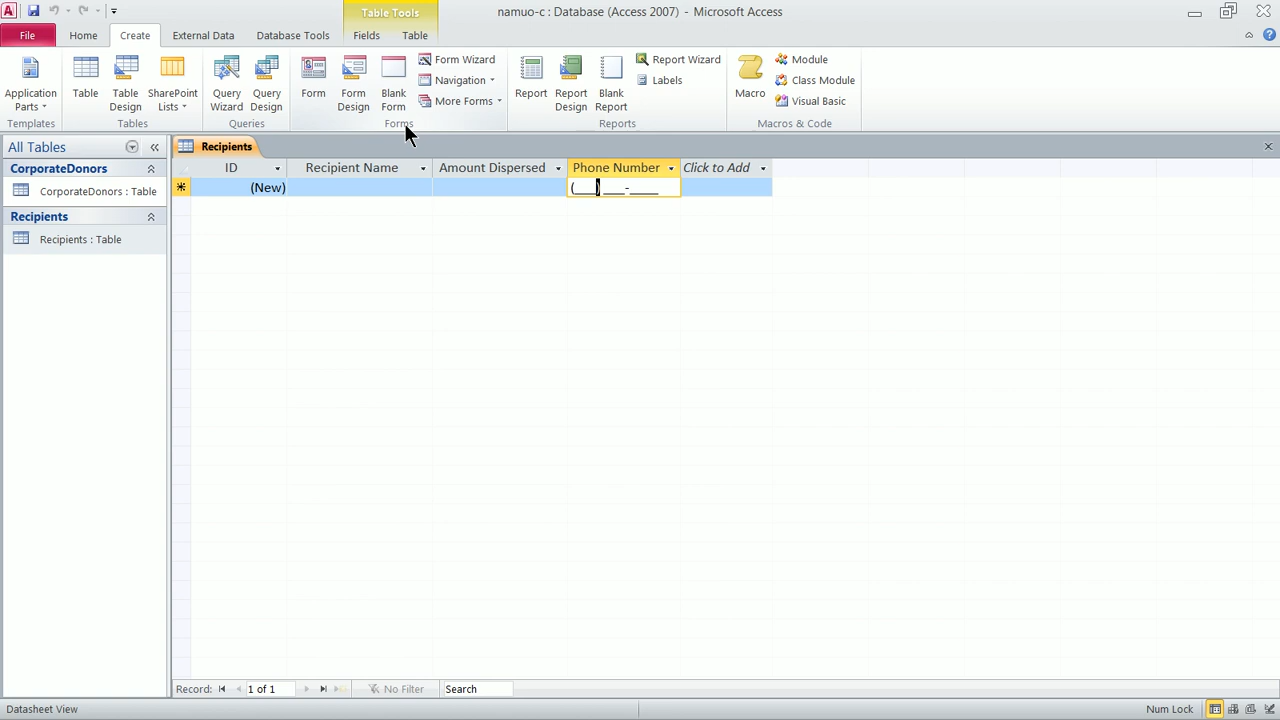 namuo-c : Database (Access 2007) - Microsoft Access
Table Tools
File Home Create External Data Database Tools Fields Table
Application Parts
Templates
Table
Table Design
SharePoint Lists
Tables
Query Wizard
Query Design
Queries
Form
Form Design
Blank Form
Form Wizard
Navigation
More Forms
Forms
Report
Report Design
Blank Report
Report Wizard
Labels
Reports
Macro
Module
Class Module
Visual Basic
Macros & Code
All Tables
CorporateDonors
CorporateDonors : Table
Recipients
Recipients : Table
Recipients
ID Recipient Name Amount Dispersed Phone Number Click to Add
(New) (___) ___-____
Record: 1 of 1 No Filter Search
Datasheet View Num Lock